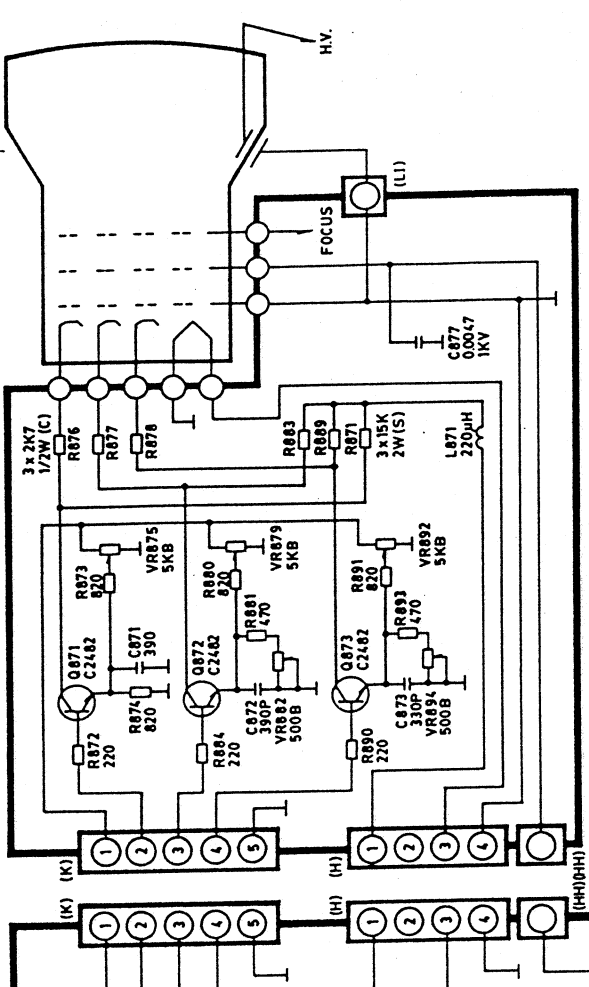 H.V.
(L1)
FOCUS
C877
0.0047
1KV
3 x 2K7
1/2W (C)
R876
R877
R878
R883
R889
R871
3x15K
2W(S)
L871
220µH
R873
820
VR875
5KB
R880
820
VR879
5KB
R891
820
VR892
5KB
Q871
C2482
C871
390
R874
820
R872
220
Q872
C2482
R881
470
C872
390P
VR882
500B
R884
220
Q873
C2482
R893
470
C873
330P
VR894
500B
R890
220
(K)
1
2
3
4
5
(H)
1
2
3
4
(HH)
(K)
1
2
3
4
5
(H)
1
2
3
4
(HH)